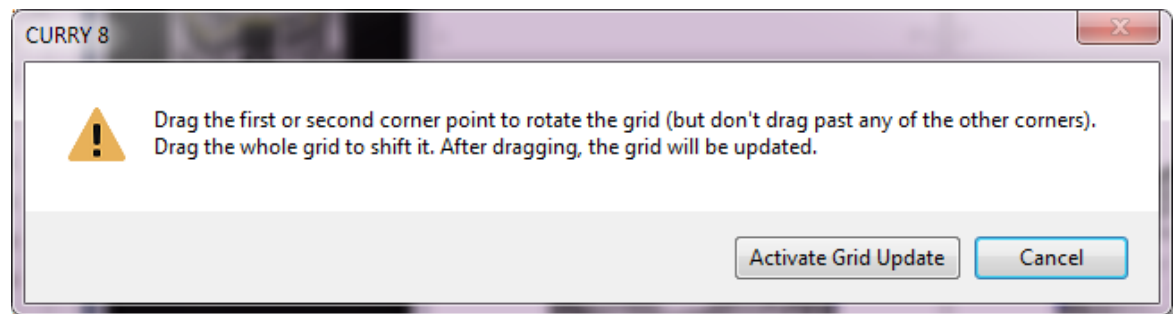 CURRY 8
Drag the first or second corner point to rotate the grid (but don't drag past any of the other corners).
Drag the whole grid to shift it. After dragging, the grid will be updated.
Activate Grid Update
Cancel